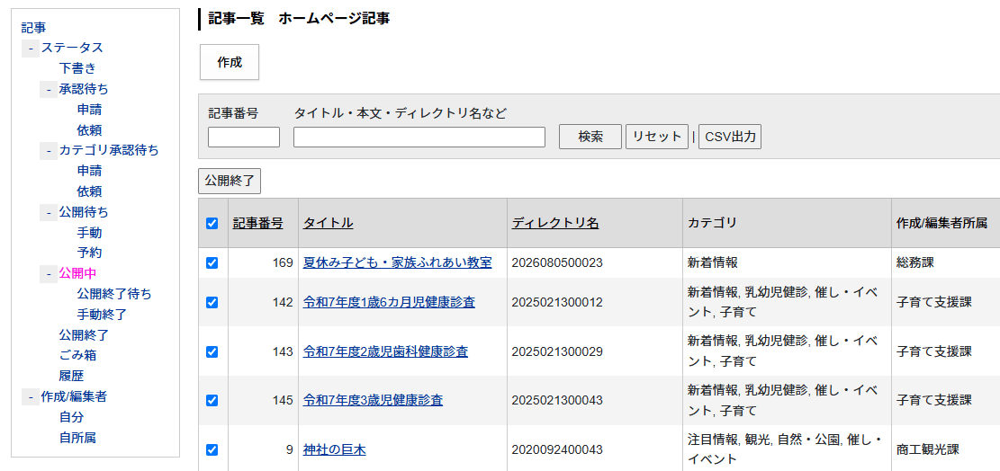 記事
- ステータス
下書き
- 承認待ち
申請
依頼
- カテゴリ承認待ち
申請
依頼
- 公開待ち
手動
予約
- 公開中
公開終了待ち
手動終了
公開終了
ごみ箱
履歴
- 作成/編集者
自分
自所属
記事一覧　ホームページ記事
作成
記事番号 タイトル・本文・ディレクトリ名など
検索 リセット | CSV出力
公開終了
記事番号 タイトル ディレクトリ名 カテゴリ 作成/編集者所属
169 夏休み子ども・家族ふれあい教室 2026080500023 新着情報 総務課
142 令和7年度1歳6カ月児健康診査 2025021300012 新着情報, 乳幼児健診, 催し・イベ
ント, 子育て 子育て支援課
143 令和7年度2歳児歯科健康診査 2025021300029 新着情報, 乳幼児健診, 催し・イベ
ント, 子育て 子育て支援課
145 令和7年度3歳児健康診査 2025021300043 新着情報, 乳幼児健診, 催し・イベ
ント, 子育て 子育て支援課
9 神社の巨木 2020092400043 注目情報, 観光, 自然・公園, 催し・
イベント 商工観光課